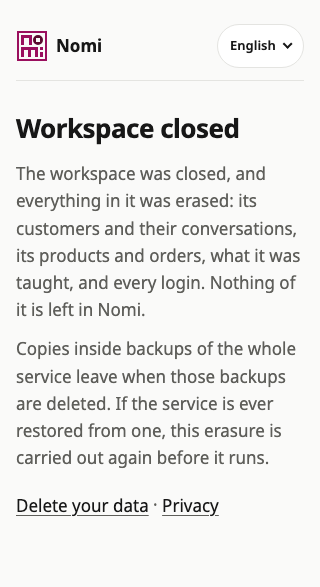 nomi
Nomi
English
Workspace closed
The workspace was closed, and
everything in it was erased: its
customers and their conversations,
its products and orders, what it was
taught, and every login. Nothing of
it is left in Nomi.
Copies inside backups of the whole
service leave when those backups
are deleted. If the service is ever
restored from one, this erasure is
carried out again before it runs.
Delete your data · Privacy